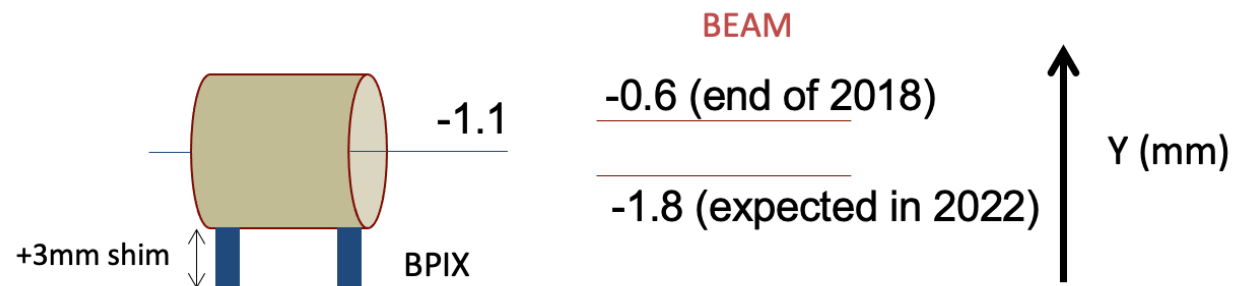 BEAM
-0.6 (end of 2018)
-1.1
Y (mm)
-1.8 (expected in 2022)
+3mm shim
BPIX